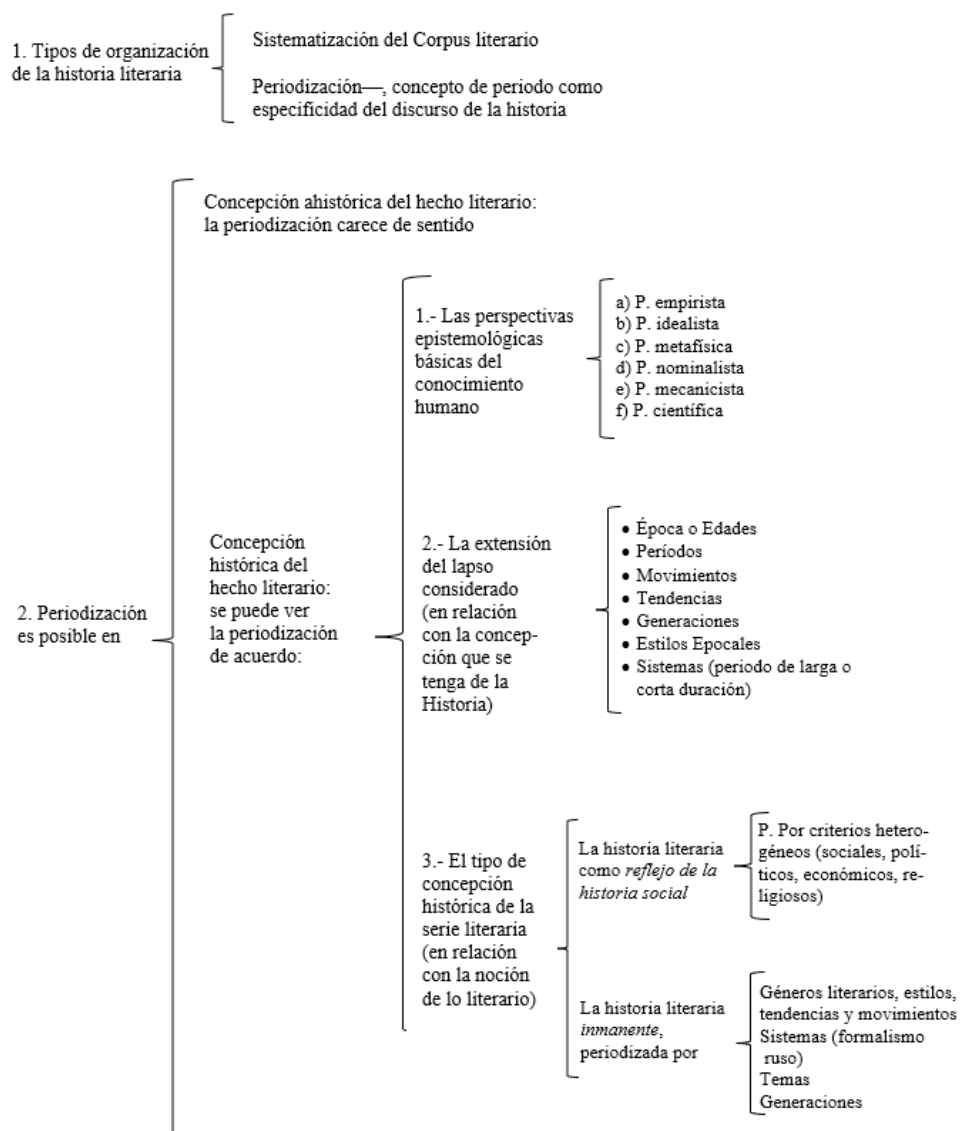 1. Tipos de organización
de la historia literaria
Sistematización del Corpus literario
Periodización—, concepto de periodo como
especificidad del discurso de la historia
2. Periodización
es posible en
Concepción ahistórica del hecho literario:
la periodización carece de sentido
Concepción
histórica del
hecho literario:
se puede ver
la periodización
de acuerdo:
1.- Las perspectivas
epistemológicas
básicas del
conocimiento
humano
a) P. empirista
b) P. idealista
c) P. metafísica
d) P. nominalista
e) P. mecanicista
f) P. científica
2.- La extensión
del lapso
considerado
(en relación
con la concep-
ción que se
tenga de la
Historia)
• Época o Edades
• Períodos
• Movimientos
• Tendencias
• Generaciones
• Estilos Epocales
• Sistemas (periodo de larga o
corta duración)
3.- El tipo de
concepción
histórica de la
serie literaria
(en relación
con la noción
de lo literario)
La historia literaria
como reflejo de la
historia social
P. Por criterios hetero-
géneos (sociales, polí-
ticos, económicos, re-
ligiosos)
La historia literaria
inmanente,
periodizada por
Géneros literarios, estilos,
tendencias y movimientos
Sistemas (formalismo
ruso)
Temas
Generaciones